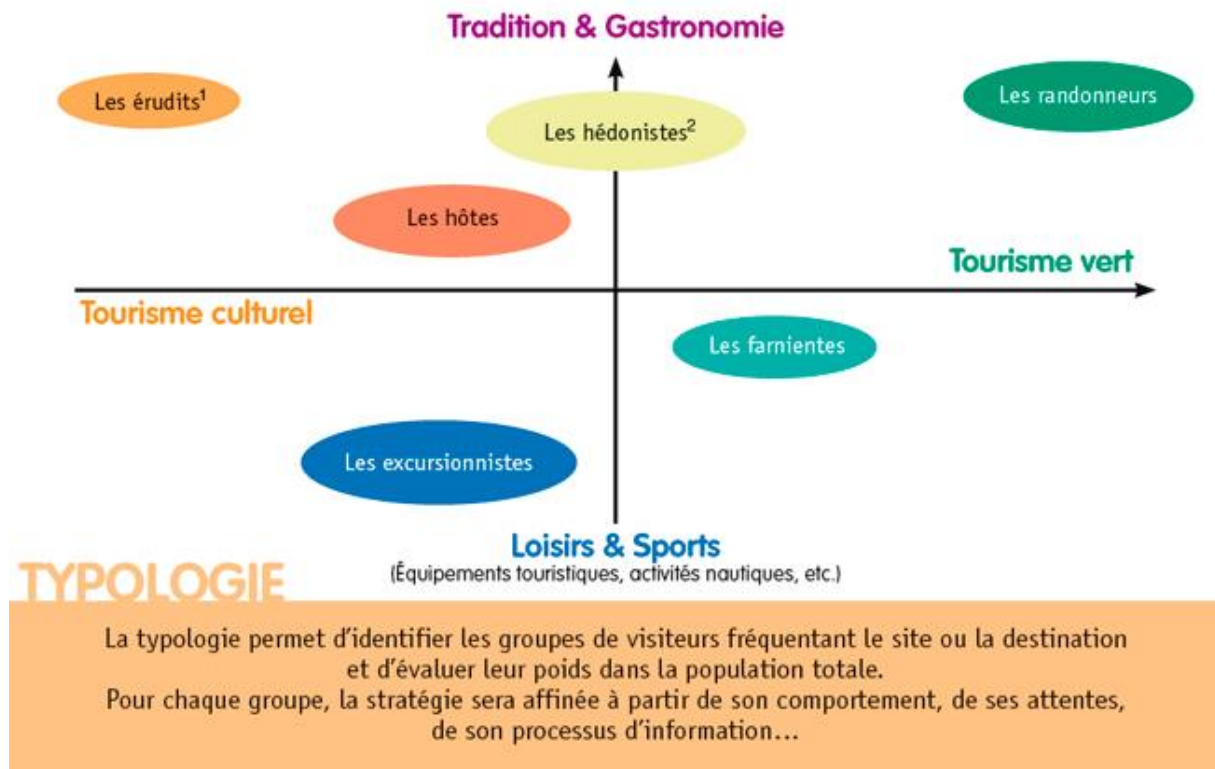 Tradition & Gastronomie
Les érudits¹
Les hédonistes²
Les randonneurs
Les hôtes
Tourisme vert
Tourisme culturel
Les farnientes
Les excursionnistes
Loisirs & Sports
(Équipements touristiques, activités nautiques, etc.)
TYPOLOGIE
La typologie permet d'identifier les groupes de visiteurs fréquentant le site ou la destination
et d'évaluer leur poids dans la population totale.
Pour chaque groupe, la stratégie sera affinée à partir de son comportement, de ses attentes,
de son processus d'information...